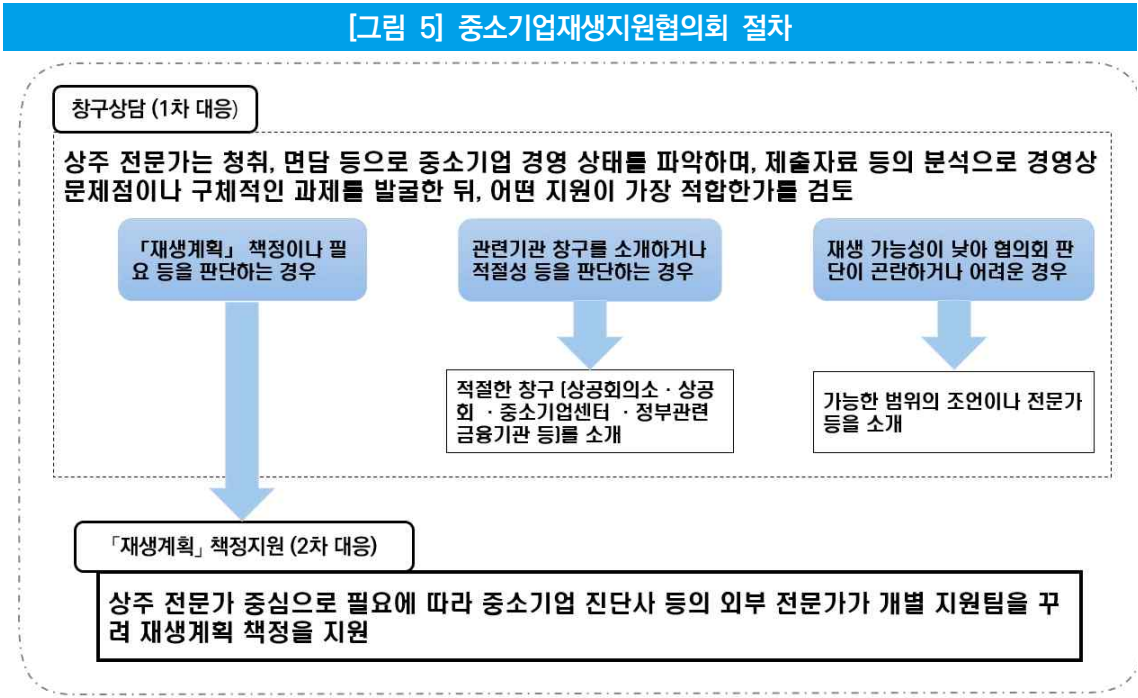 [그림 5] 중소기업재생지원협의회 절차
창구상담 (1차 대응)
상주 전문가는 청취, 면담 등으로 중소기업 경영 상태를 파악하며, 제출자료 등의 분석으로 경영상
문제점이나 구체적인 과제를 발굴한 뒤, 어떤 지원이 가장 적합한가를 검토
「재생계획」 책정이나 필
요 등을 판단하는 경우
관련기관 창구를 소개하거나
적절성 등을 판단하는 경우
재생 가능성이 낮아 협의회 판
단이 곤란하거나 어려운 경우
적절한 창구 (상공회의소 · 상공
회 · 중소기업센터 · 정부관련
금융기관 등)를 소개
가능한 범위의 조언이나 전문가
등을 소개
「재생계획」 책정지원 (2차 대응)
상주 전문가 중심으로 필요에 따라 중소기업 진단사 등의 외부 전문가가 개별 지원팀을 꾸
려 재생계획 책정을 지원